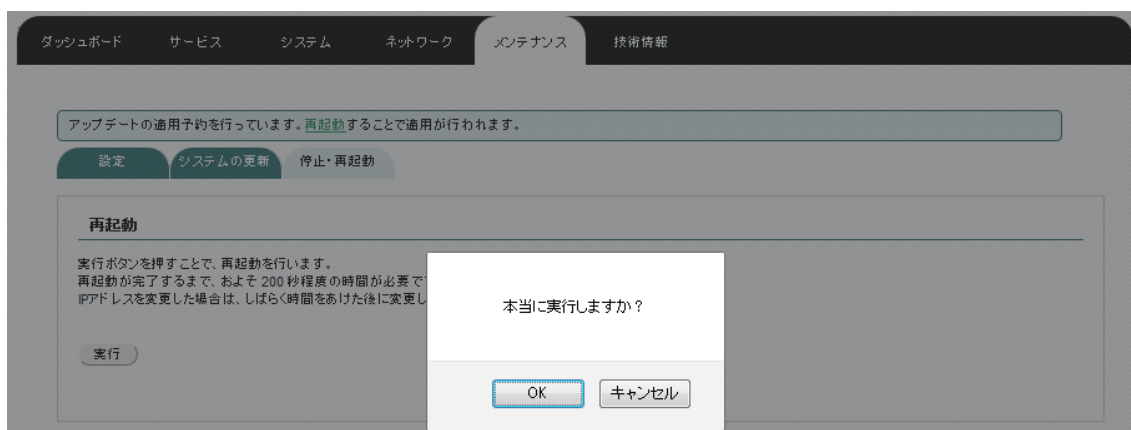 ダッシュボード サービス システム ネットワーク メンテナンス 技術情報
アップデートの適用予約を行っています。再起動することで適用が行われます。
設定 システムの更新 停止・再起動
再起動
実行ボタンを押すことで、再起動を行います。
再起動が完了するまで、およそ 200 秒程度の時間が必要で
IPアドレスを変更した場合は、しばらく時間をあけた後に変更し
本当に実行しますか？
実行
OK キャンセル